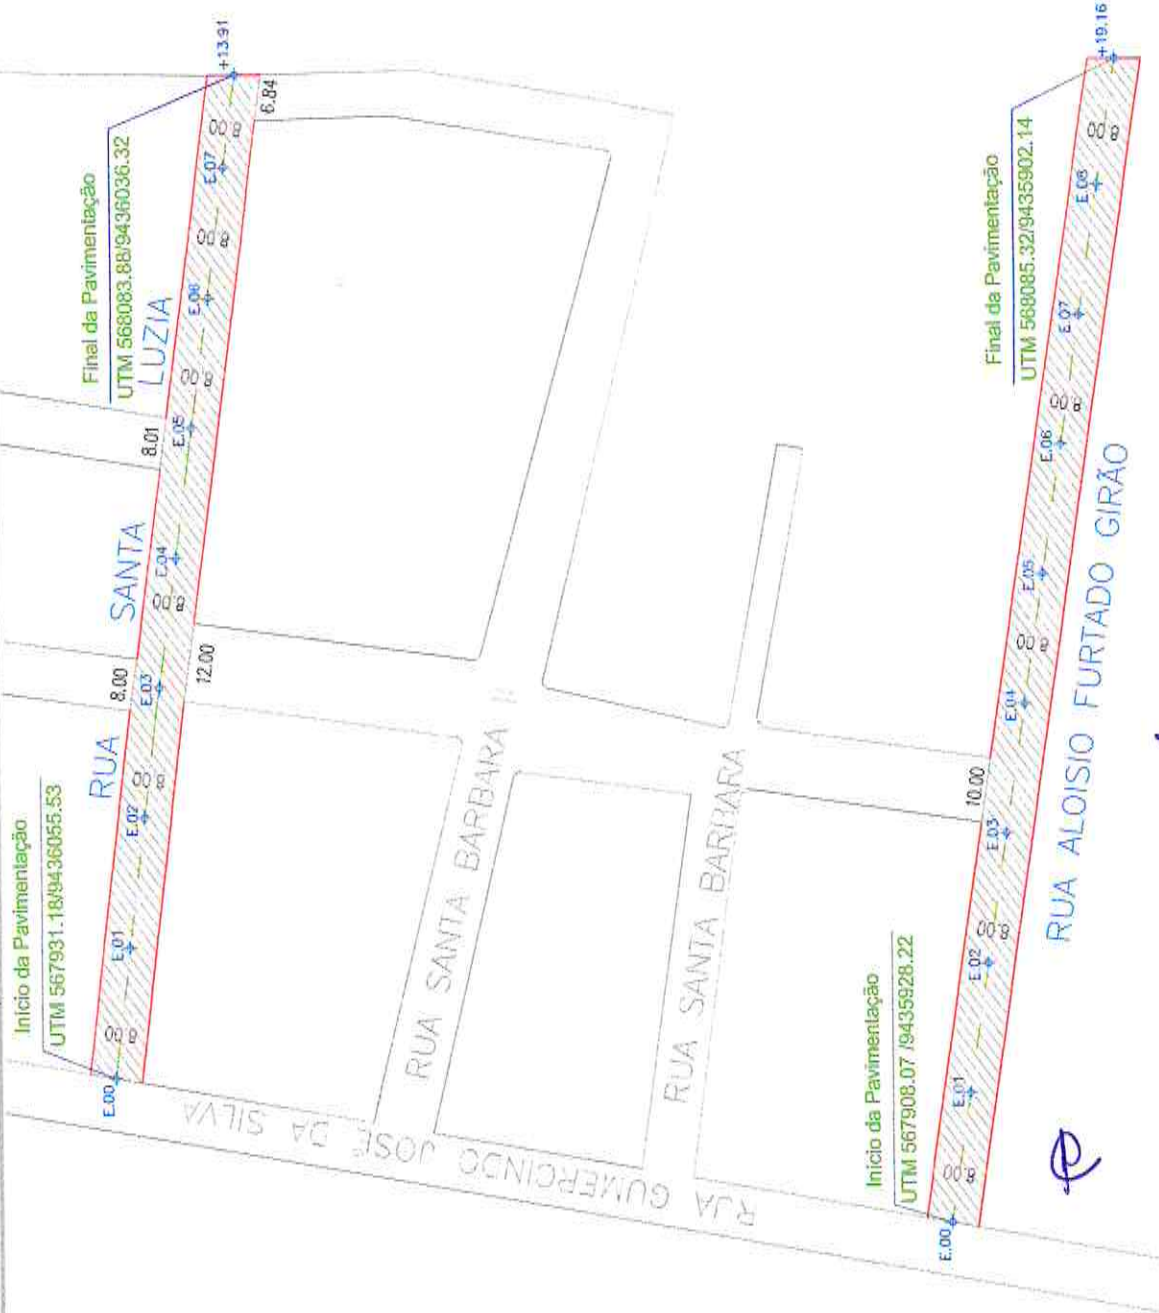 Início da Pavimentação
UTM 567931.18/9436055.53
RUA SANTA LUZIA
Final da Pavimentação
UTM 568083.88/9436036.32
E.00
E.01
E.02
E.03
E.04
E.05
E.06
E.07
+13.91
8.00
8.00
8.00
8.00
8.00
8.00
8.00
8.01
12.00
6.84
RUA SANTA BARBARA II
RUA SANTA BARBARA
RUA GUMERCINDO JOSÉ DA SILVA
Início da Pavimentação
UTM 567908.07 /9435928.22
Final da Pavimentação
UTM 568085.32/9435902.14
E.00
E.01
E.02
E.03
E.04
E.05
E.06
E.07
E.08
+19.16
8.00
8.00
8.00
8.00
8.00
10.00
RUA ALOISIO FURTADO GIRÃO